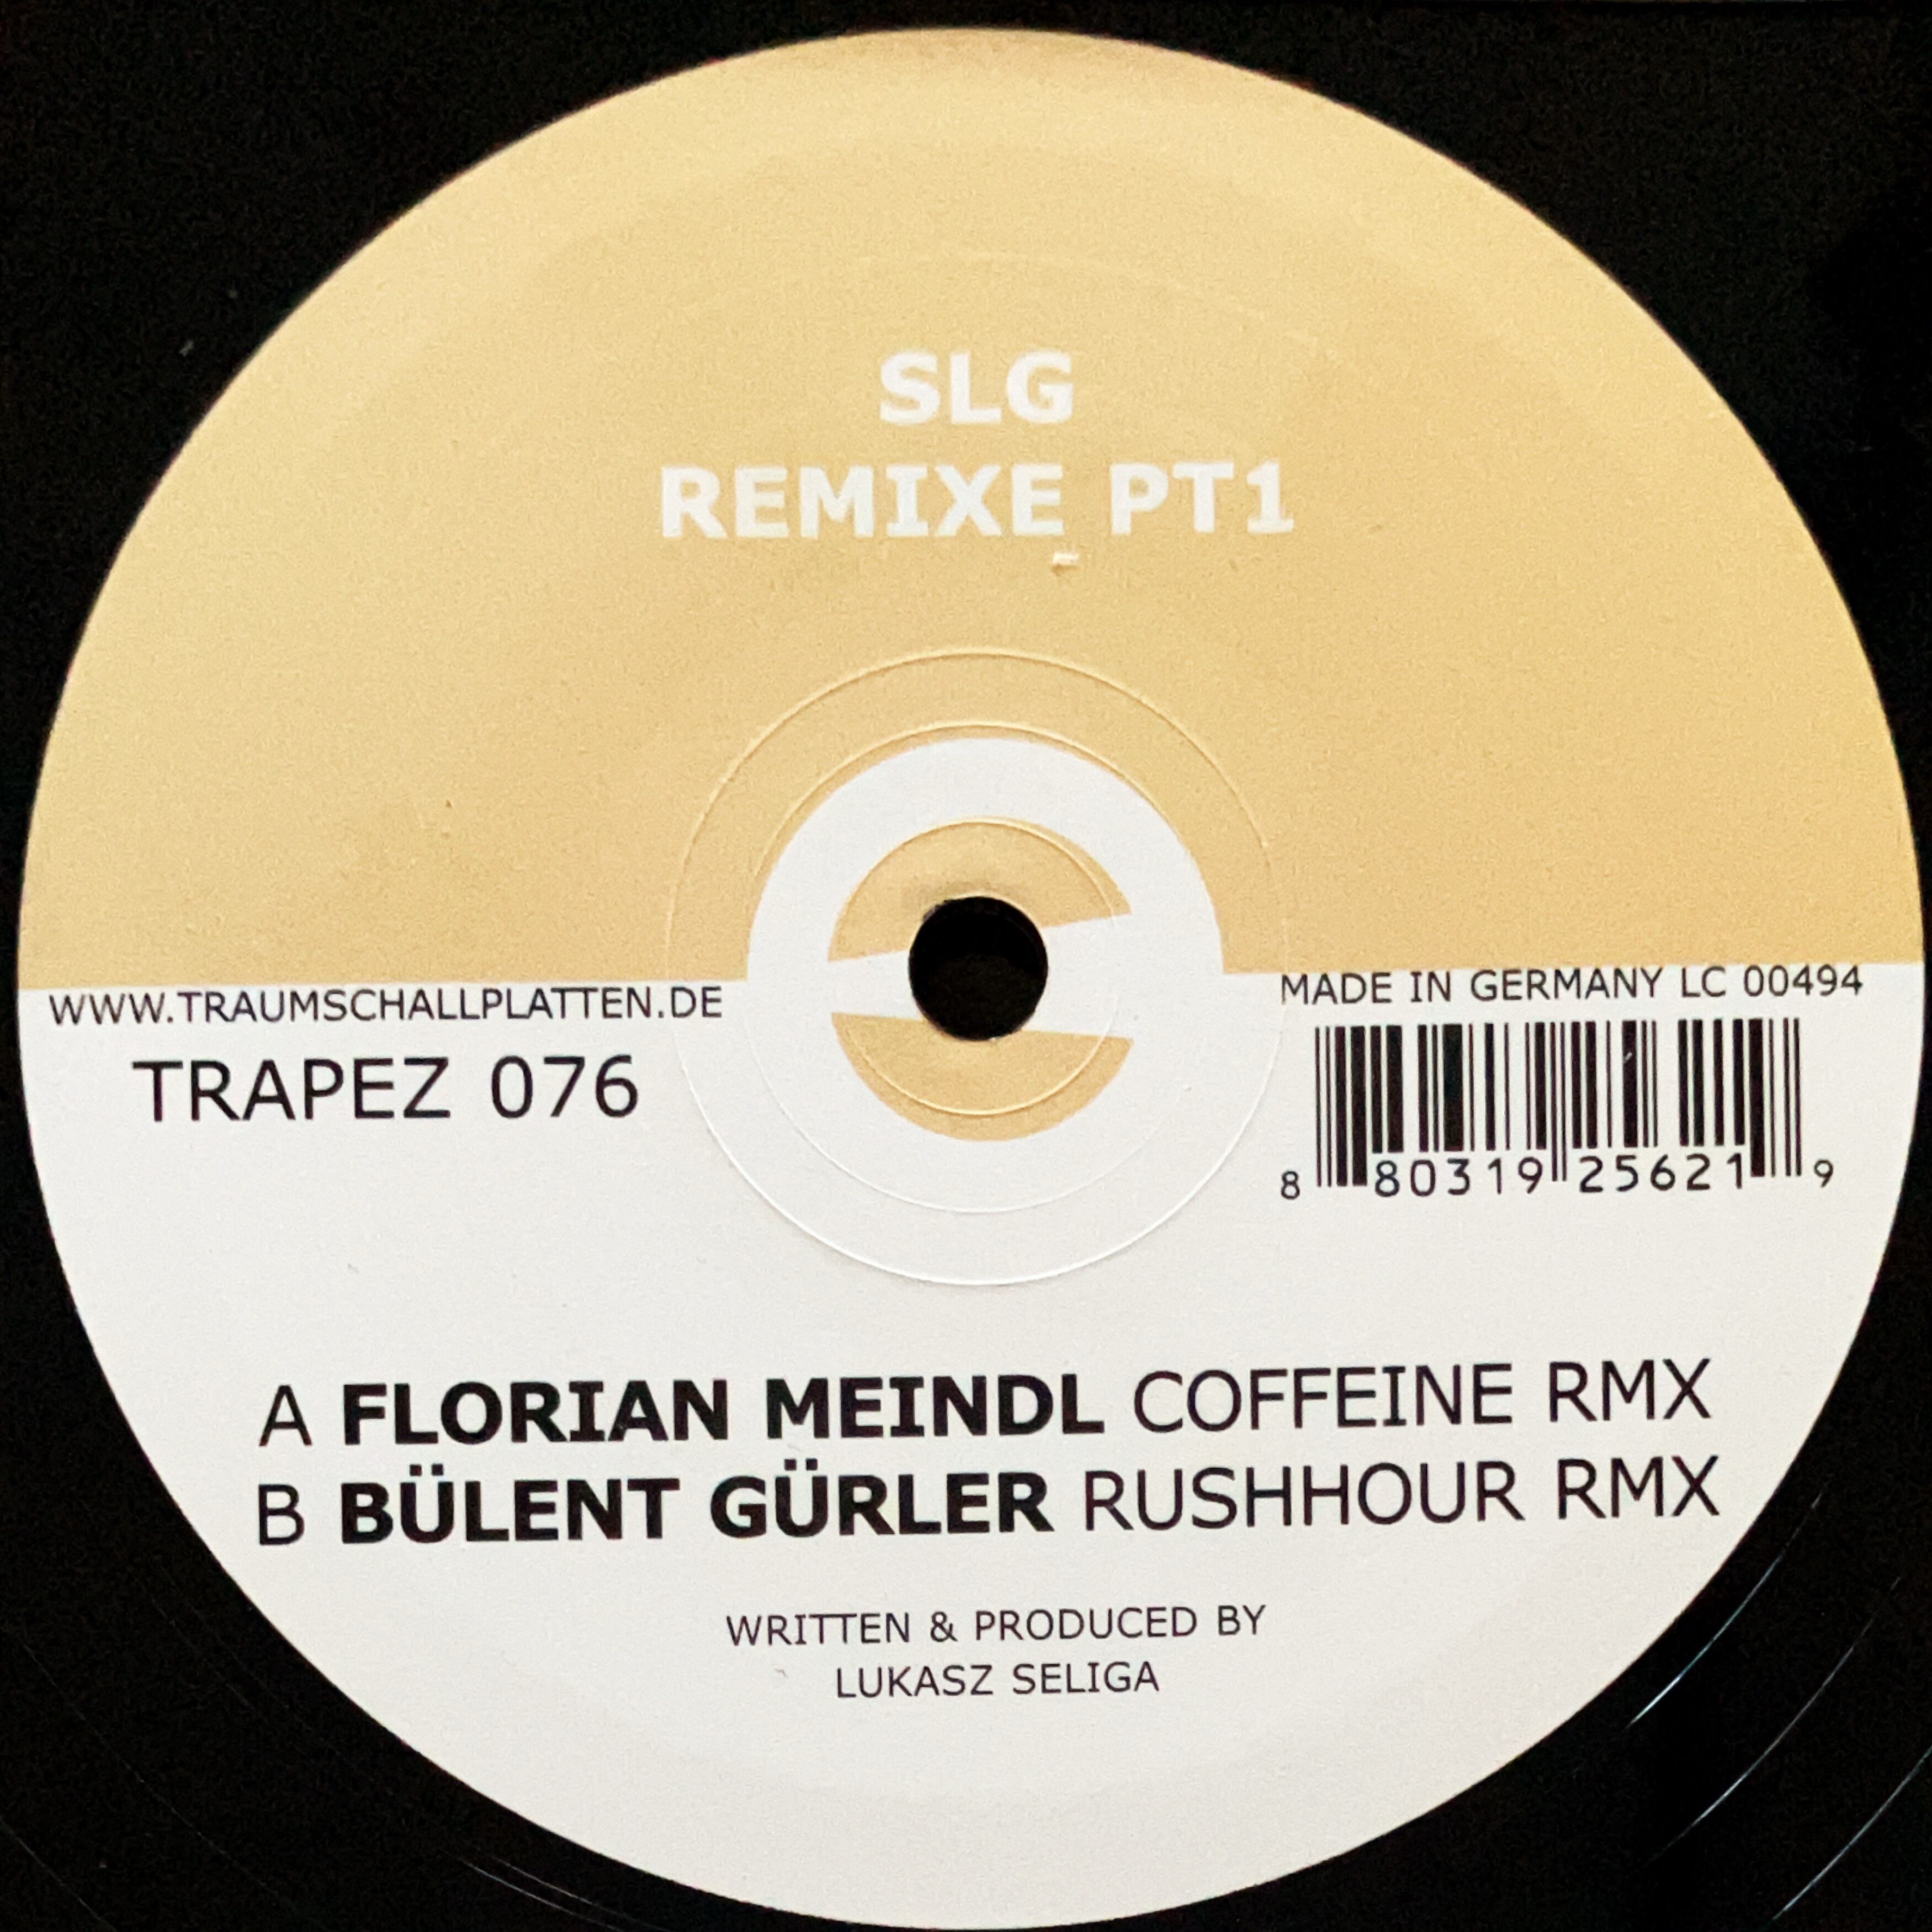 SLG
REMIXE PT1
WWW.TRAUMSCHALLPLATTEN.DE
TRAPEZ 076
MADE IN GERMANY LC 00494
8 80319 25621 9
A FLORIAN MEINDL COFFEINE RMX
B BÜLENT GÜRLER RUSHHOUR RMX
WRITTEN & PRODUCED BY
LUKASZ SELIGA